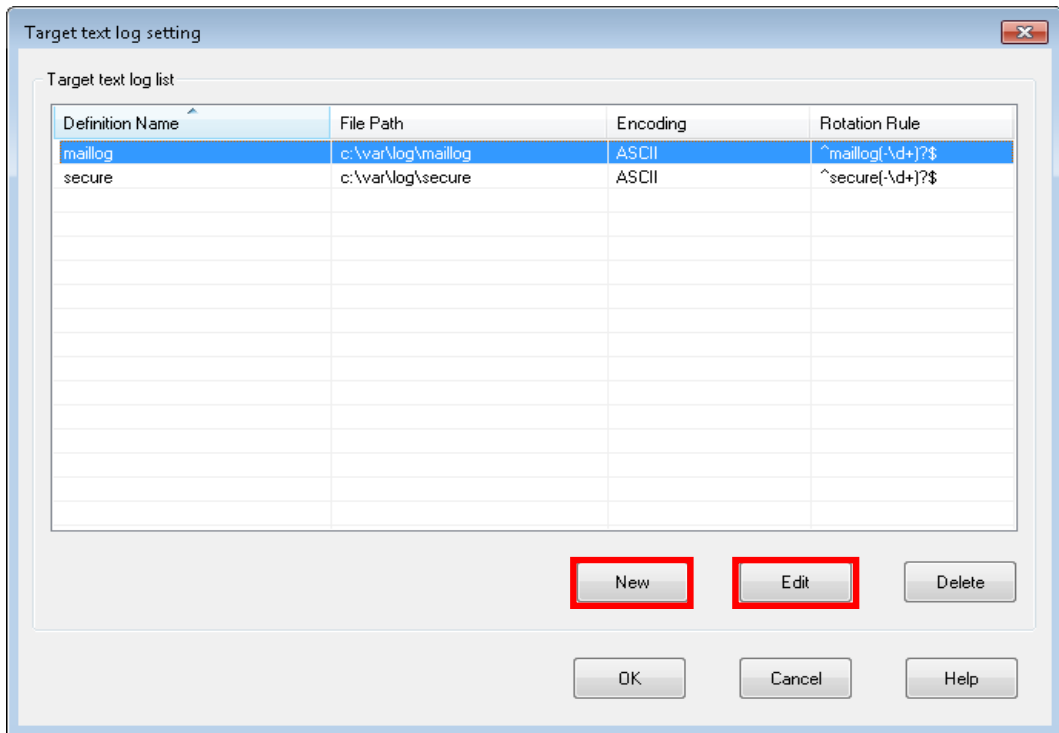 Target text log setting
Target text log list
Definition Name File Path Encoding Rotation Rule
maillog c:\var\log\maillog ASCII ^maillog(-\d+)?$
secure c:\var\log\secure ASCII ^secure(-\d+)?$
New Edit Delete
OK Cancel Help